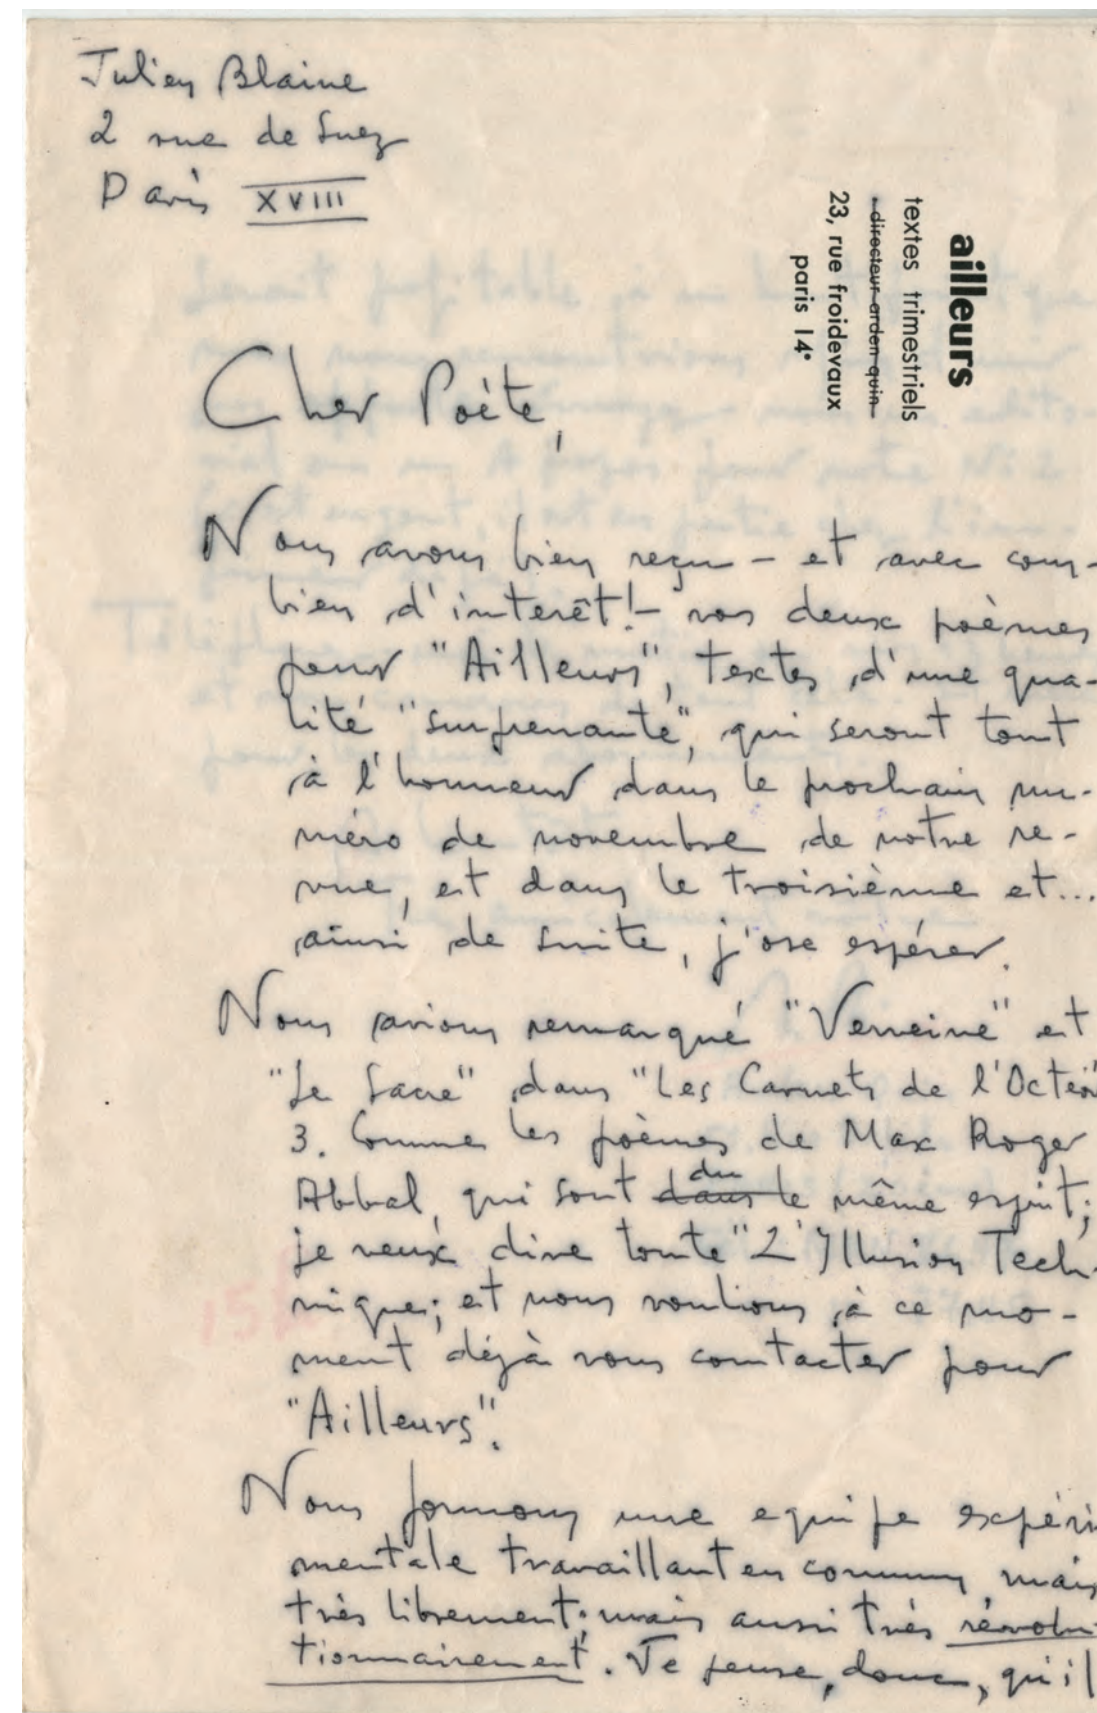 Julien Blaine
2 rue de Suez
Paris XVIII
ailleurs
textes trimestriels
- directeur arden quin -
23, rue froidevaux
paris 14e
Cher Poète,
Nous avons bien reçu - et avec com-
bien d'interêt! - vos deux poèmes
pour "Ailleurs", textes d'une qua-
lité "surprenante", qui seront tout
à l'honneur dans le prochain nu-
méro de novembre de notre re-
vue, et dans le troisième et...
ainsi de suite, j'ose espérer.
Nous avions remarqué "Verveine" et
"Le Sacre" dans "Les Carnets de l'Octéor"
3. Comme les poèmes de Max Roger
Abbal, qui sont dans du le même esprit;
je veux dire toute "L'Illusion Tech-
nique; et nous voulions à ce mo-
ment déjà vous contacter pour
"Ailleurs".
Nous formons une equipe expéri
mentale travaillant en commun mais
très librement; mais aussi très révolu-
tionnairement. Je pense, donc, qu'il